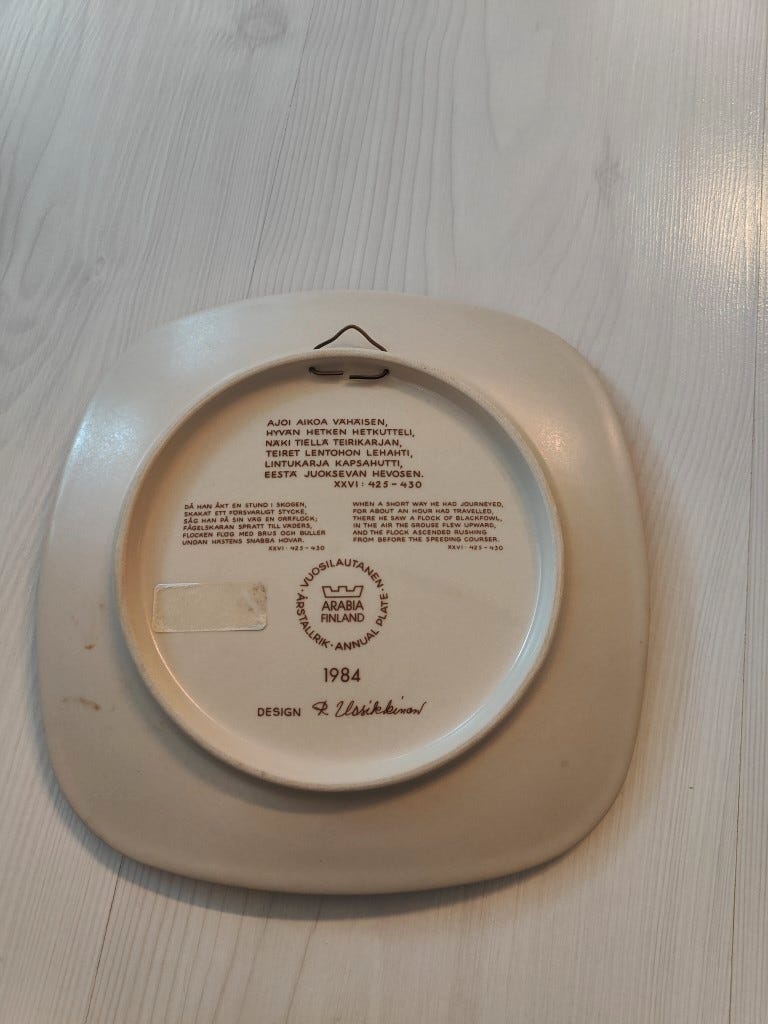 AJOI AIKOA VÄHÄISEN,
HYVÄN HETKEN HETKUTTELI,
NÄKI TIELLÄ TEIRIKARJAN,
TEIRET LENTOHON LEHAHTI,
LINTUKARJA KAPSAHUTTI,
EESTÄ JUOKSEVAN HEVOSEN.
XXVI: 425-430
DÅ HAN ÅKT EN STUND I SKOGEN,
SKAKAT ETT FÖRSVARLIGT STYCKE,
SÅG HAN PÅ SIN VÄG EN ORRFLOCK;
FÅGELSKARAN SPRATT TILL VÄDERS,
FLOCKEN FLÖG MED BRUS OCH BULLER
UNDAN HÄSTENS SNABBA HOVAR.
XXVI: 425-430
WHEN A SHORT WAY HE HAD JOURNEYED,
FOR ABOUT AN HOUR HAD TRAVELLED,
THERE HE SAW A FLOCK OF BLACKFOWL,
IN THE AIR THE GROUSE FLEW UPWARD,
AND THE FLOCK ASCENDED RUSHING
FROM BEFORE THE SPEEDING COURSER.
XXVI: 425-430
· VUOSILAUTANEN · ANNUAL PLATE · ÅRSTALLRIK
ARABIA
FINLAND
1984
DESIGN R. Uosikkinen